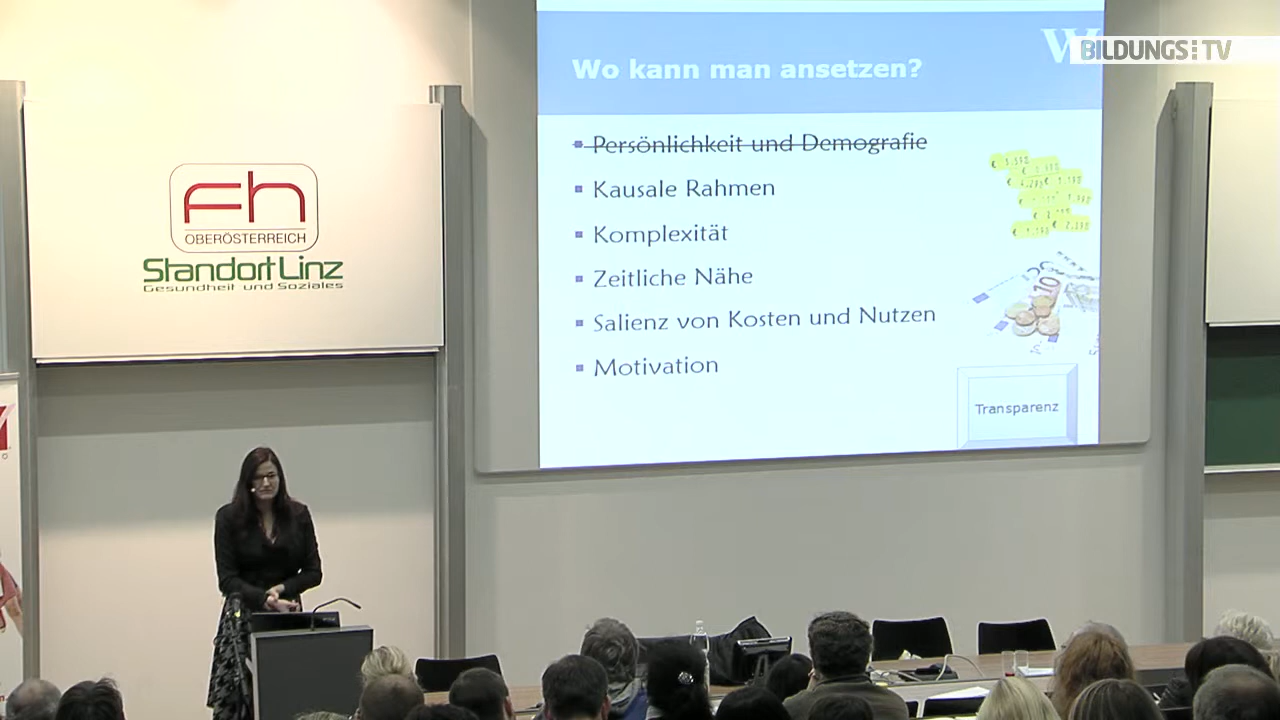 BILDUNGS TV
W
Wo kann man ansetzen?
Persönlichkeit und Demografie
Kausale Rahmen
Komplexität
Zeitliche Nähe
Salienz von Kosten und Nutzen
Motivation
Transparenz
fh
OBERÖSTERREICH
Standort Linz
Gesundheit und Soziales